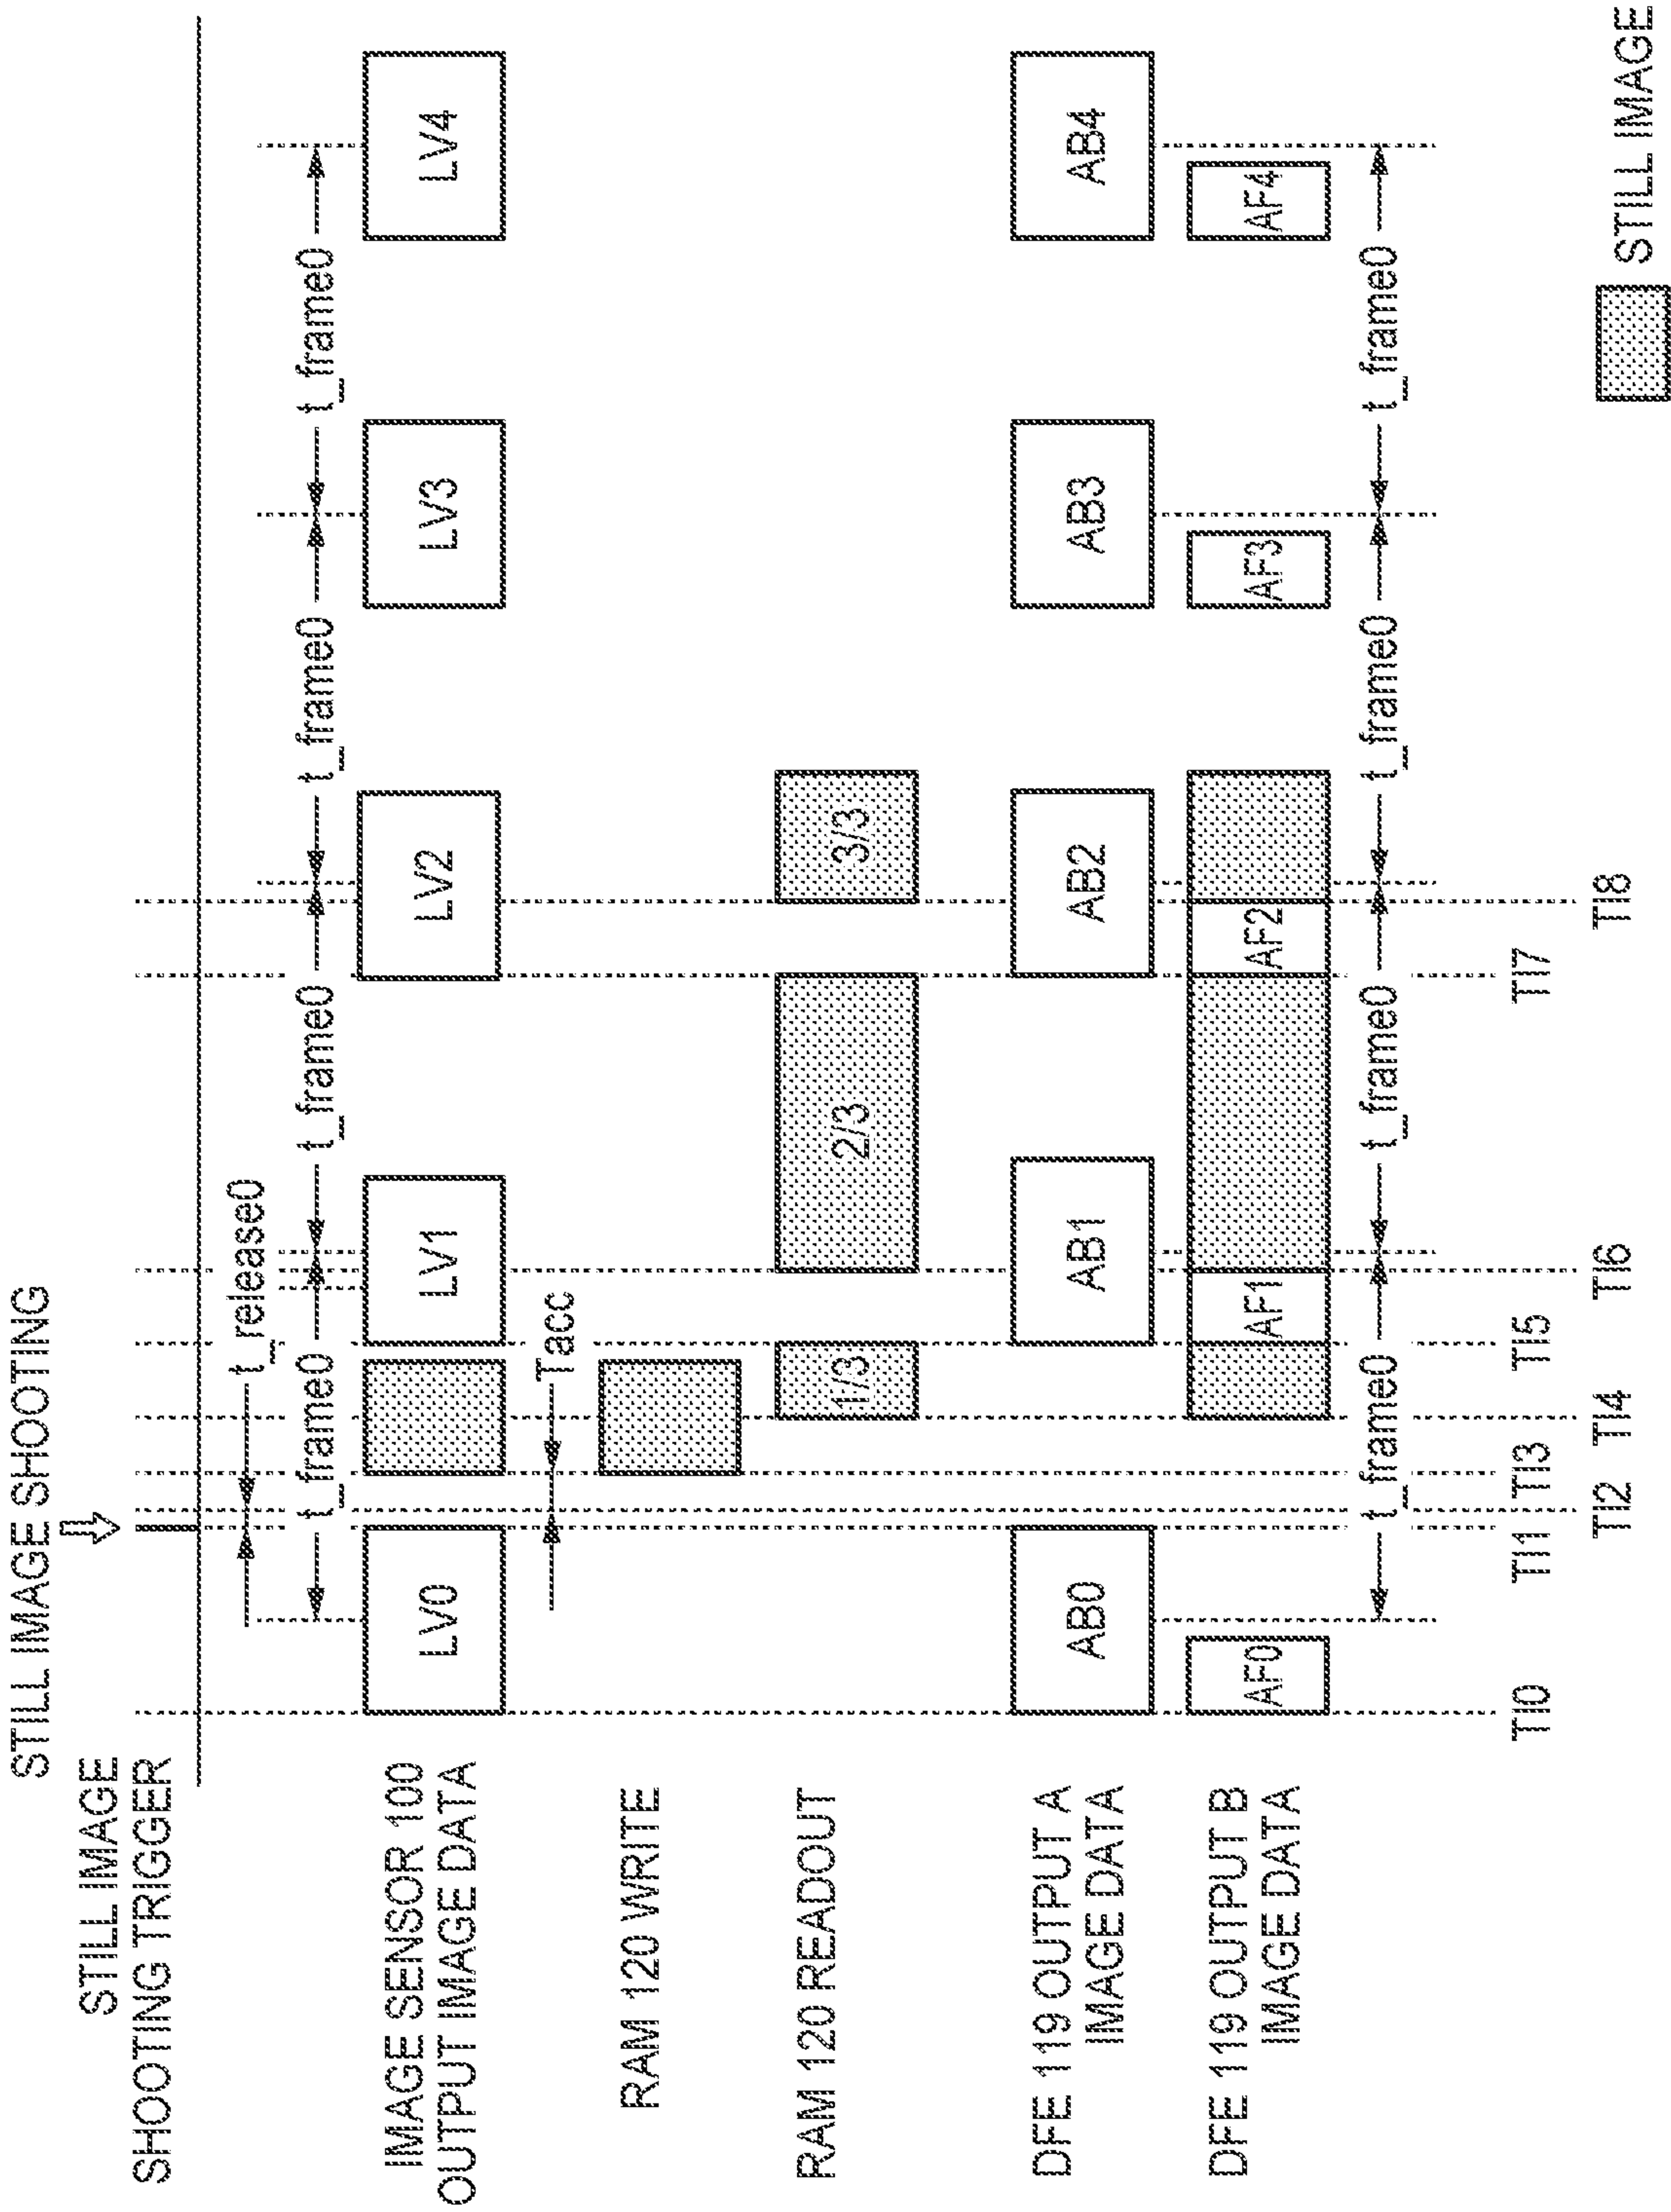 STILL IMAGE SHOOTING
STILL IMAGE
SHOOTING TRIGGER
t_release0
t_frame0
t_frame0
t_frame0
t_frame0
IMAGE SENSOR 100
OUTPUT IMAGE DATA
LV0
LV1
LV2
LV3
LV4
Tacc
RAM 120 WRITE
RAM 120 READOUT
1/3
2/3
3/3
DFE 119 OUTPUT A
IMAGE DATA
AB0
AB1
AB2
AB3
AB4
DFE 119 OUTPUT B
IMAGE DATA
AF0
AF1
AF2
AF3
AF4
t_frame0
t_frame0
t_frame0
t_frame0
TI0
TI1
TI2
TI3
TI4
TI5
TI6
TI7
TI8
STILL IMAGE